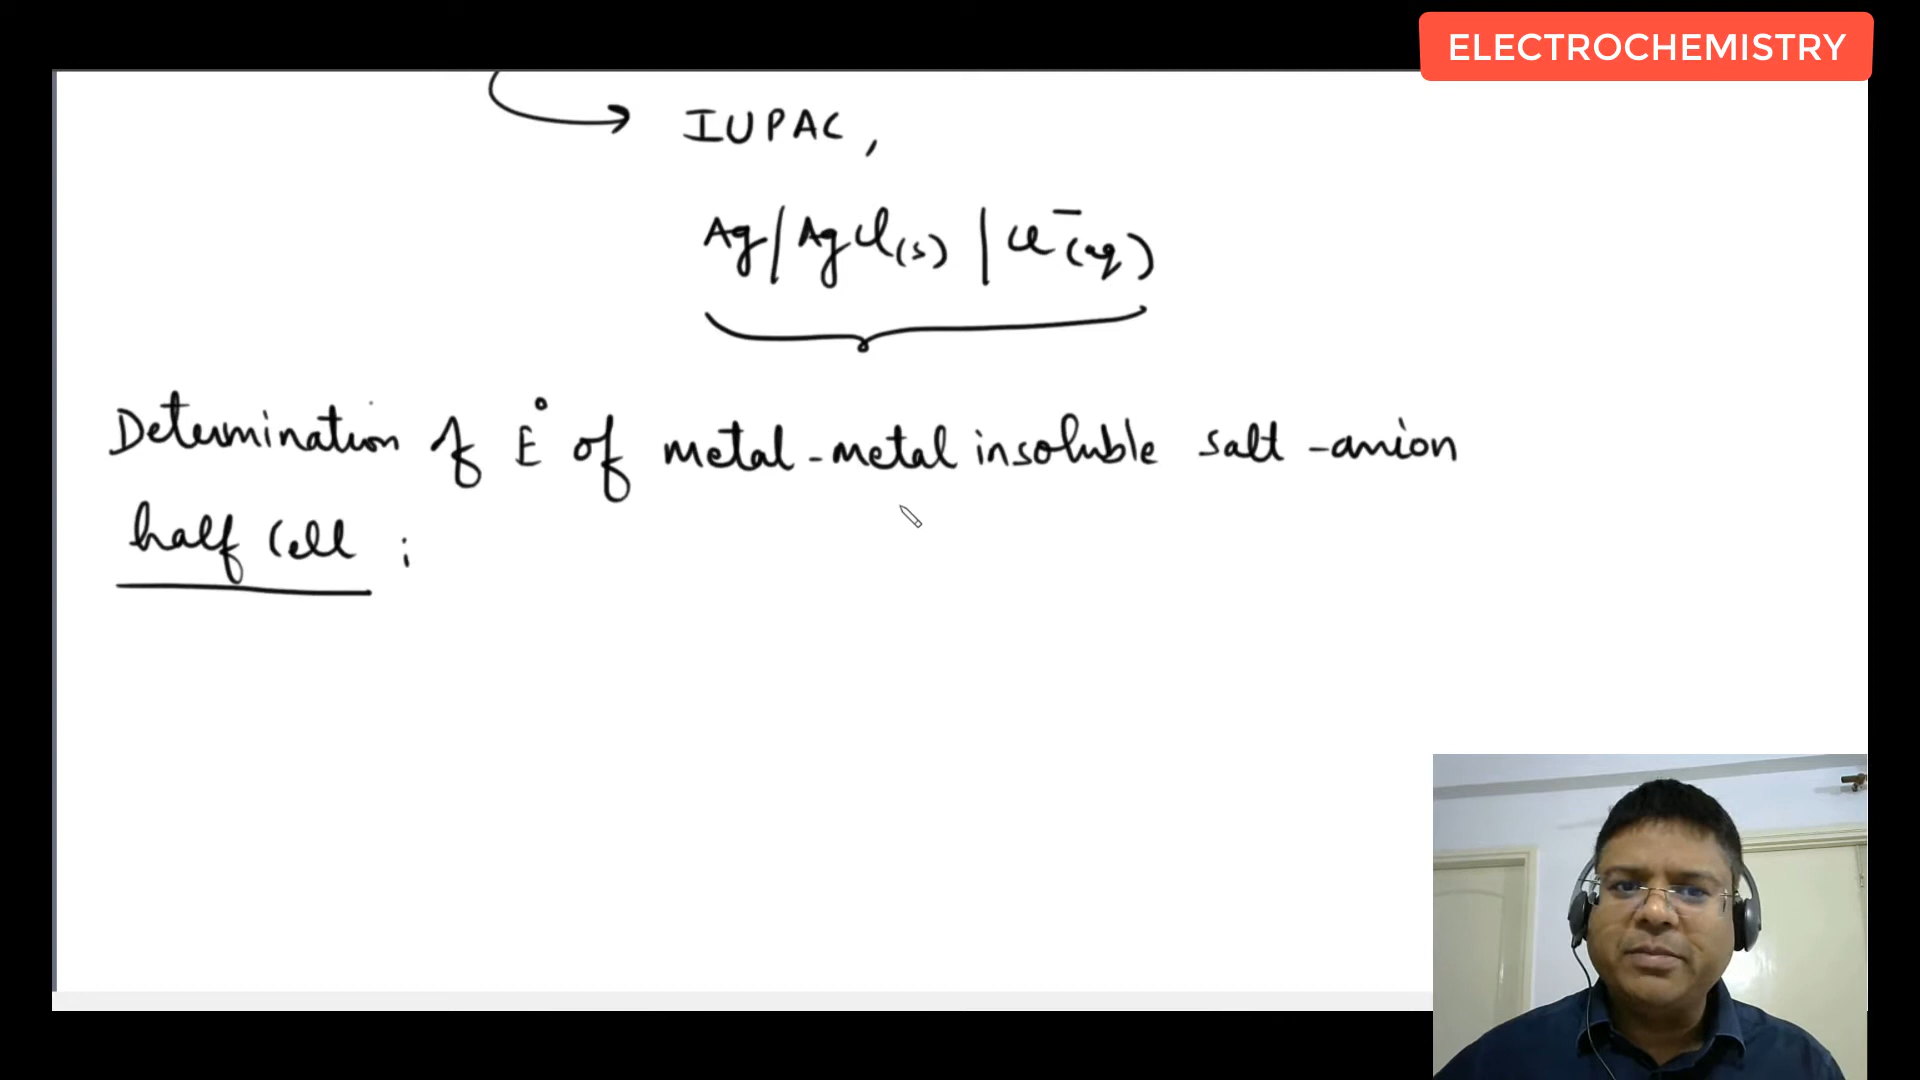 ELECTROCHEMISTRY
IUPAC,
Ag/AgCl(s) | Cl⁻(aq)
Determination of E° of metal-metal insoluble salt-anion
half cell :